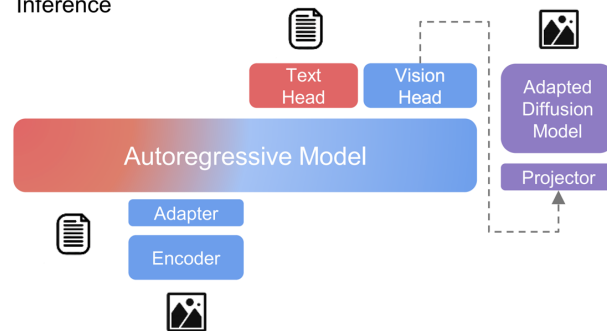 Inference
Text
Head
Vision
Head
Adapted
Diffusion
Model
Autoregressive Model
Projector
Adapter
Encoder